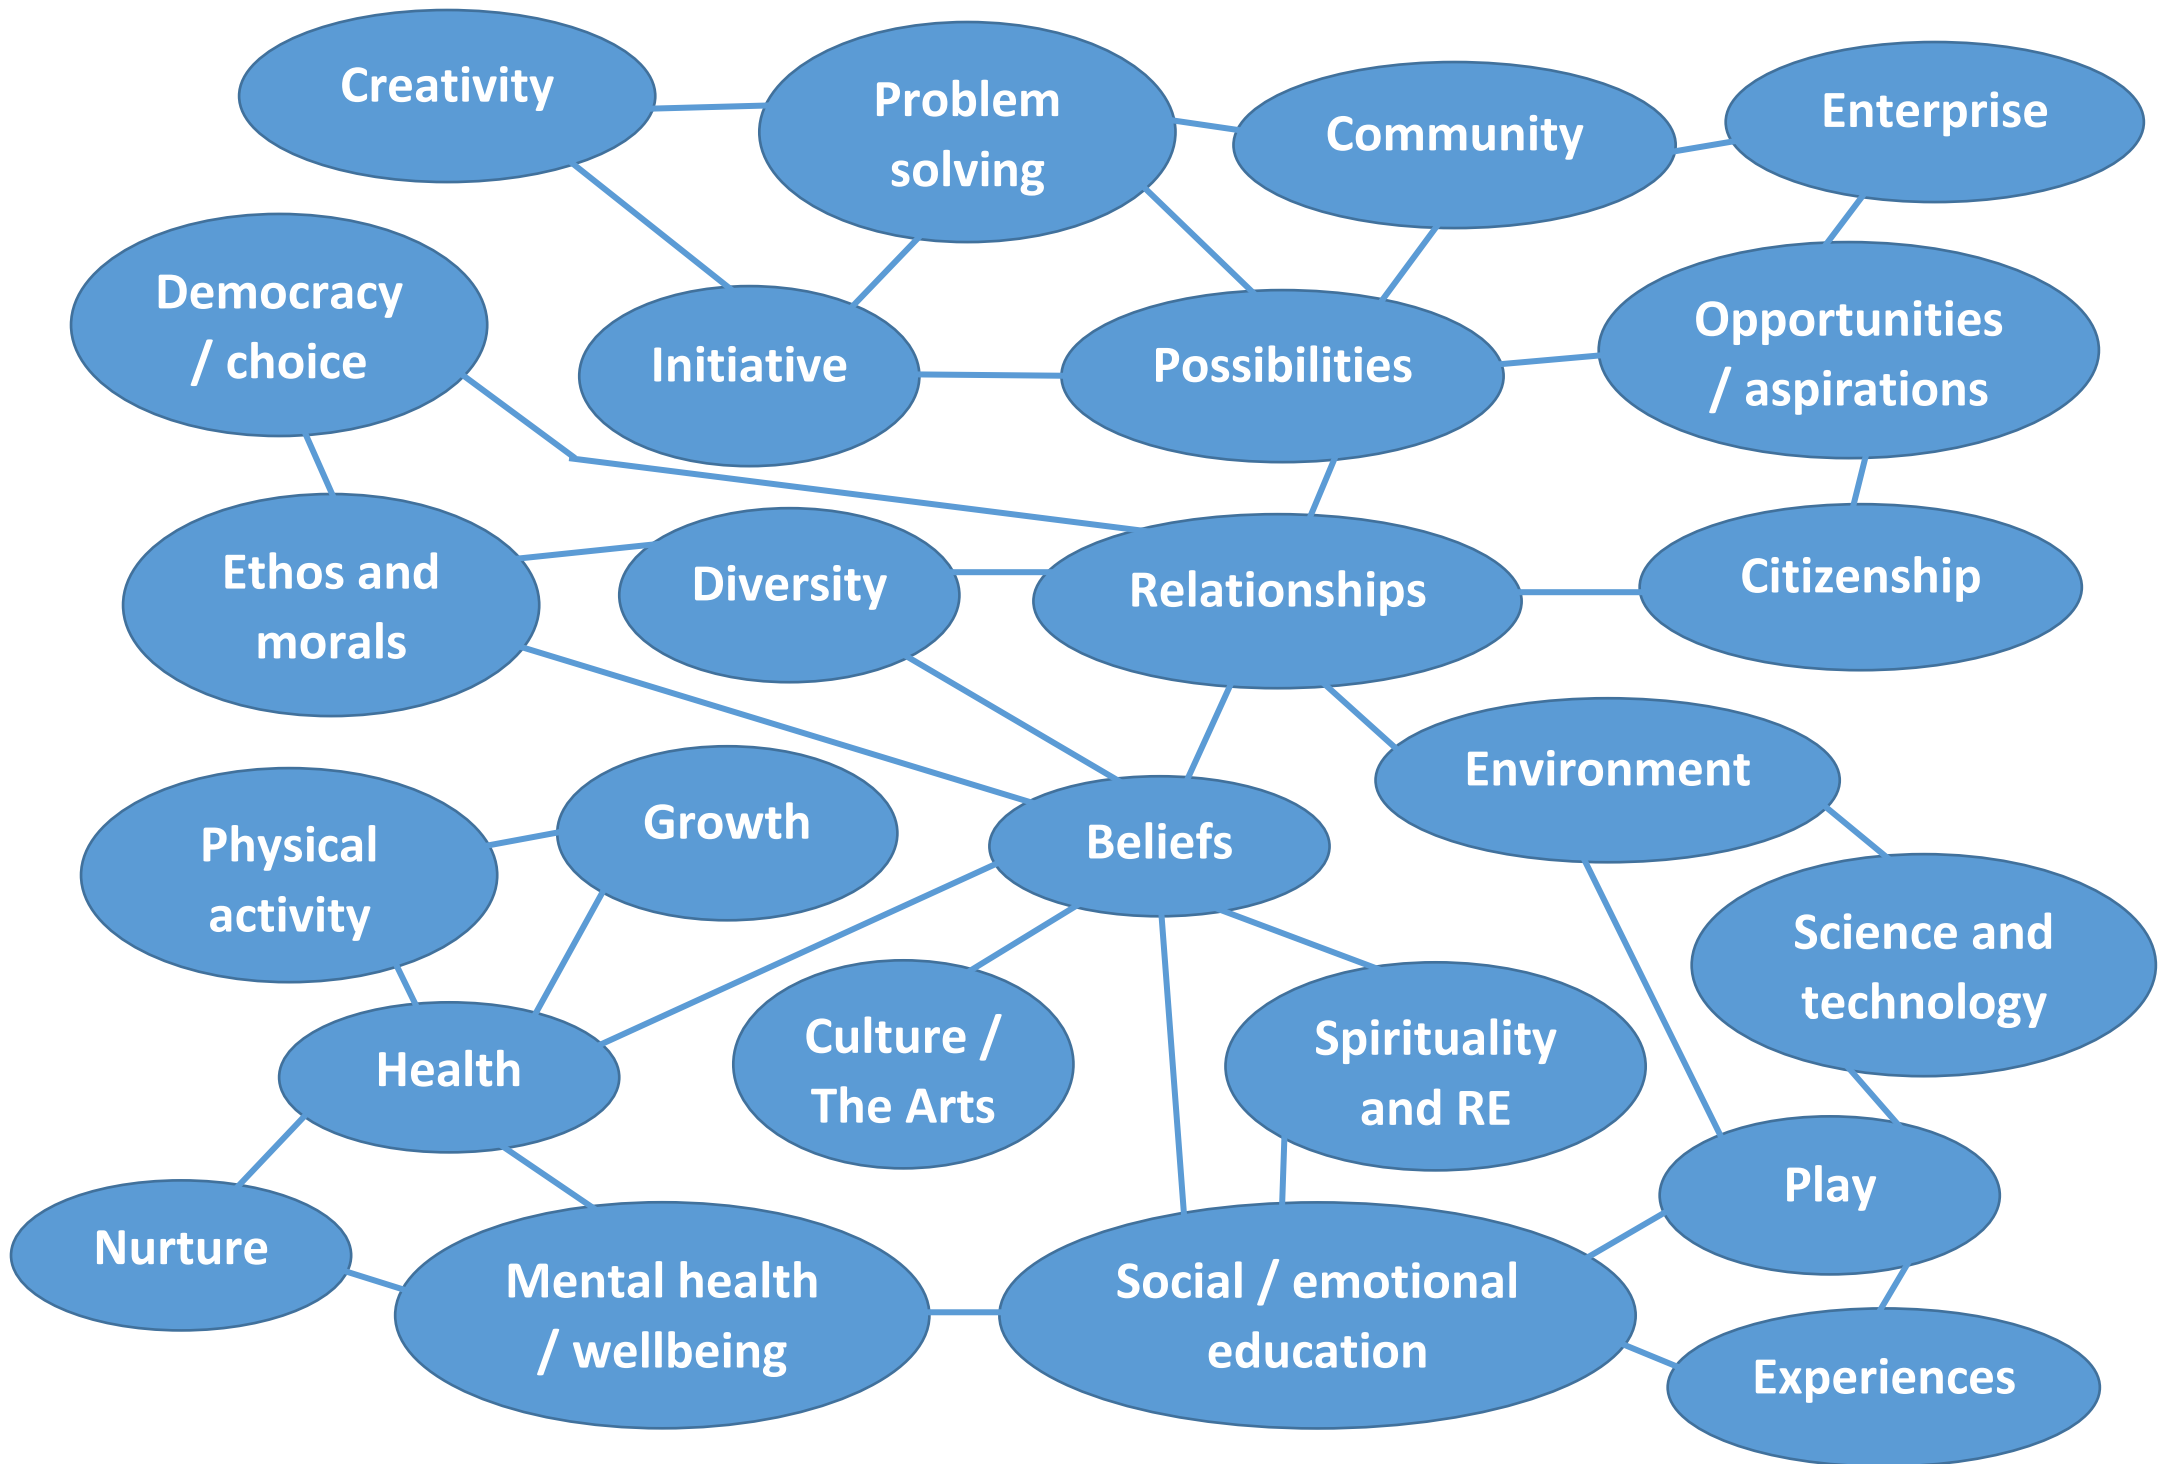 Creativity
Problem
solving
Community
Enterprise
Democracy
/ choice
Initiative
Possibilities
Opportunities
/ aspirations
Ethos and
morals
Diversity
Relationships
Citizenship
Physical
activity
Growth
Beliefs
Environment
Science and
technology
Health
Culture /
The Arts
Spirituality
and RE
Play
Nurture
Mental health
/ wellbeing
Social / emotional
education
Experiences